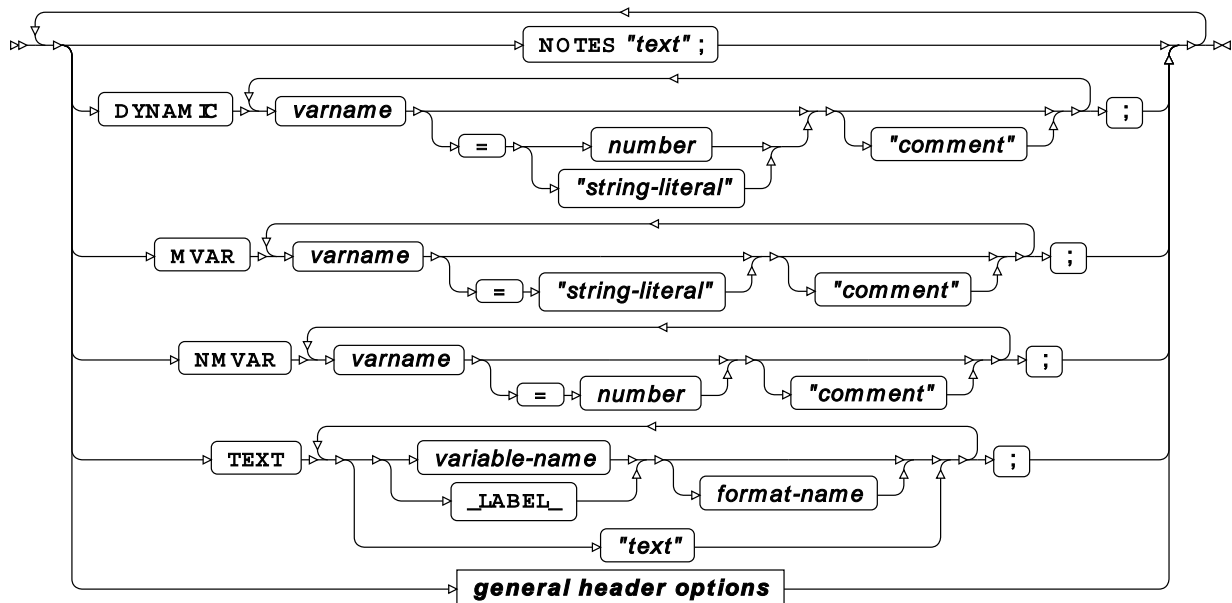 NOTES "text" ;
DYNAMIC varname = number "string-literal" "comment" ;
MVAR varname = "string-literal" "comment" ;
NMVAR varname = number "comment" ;
TEXT variable-name _LABEL_ format-name "text" ;
general header options